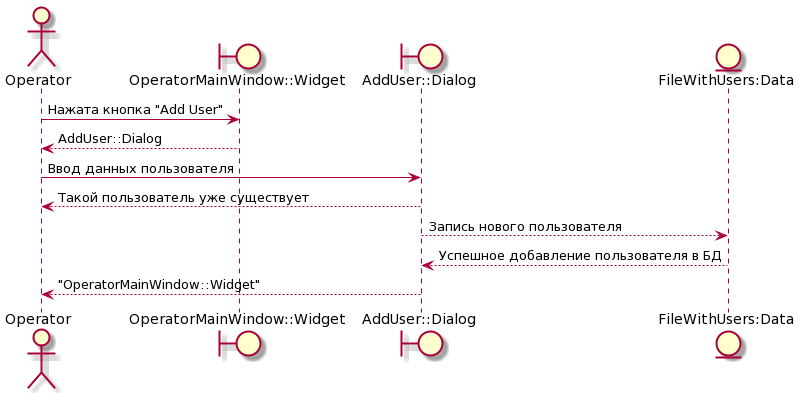 Operator
OperatorMainWindow::Widget
AddUser::Dialog
FileWithUsers:Data
Нажата кнопка "Add User"
AddUser::Dialog
Ввод данных пользователя
Такой пользователь уже существует
Запись нового пользователя
Успешное добавление пользователя в БД
"OperatorMainWindow::Widget"
Operator
OperatorMainWindow::Widget
AddUser::Dialog
FileWithUsers:Data